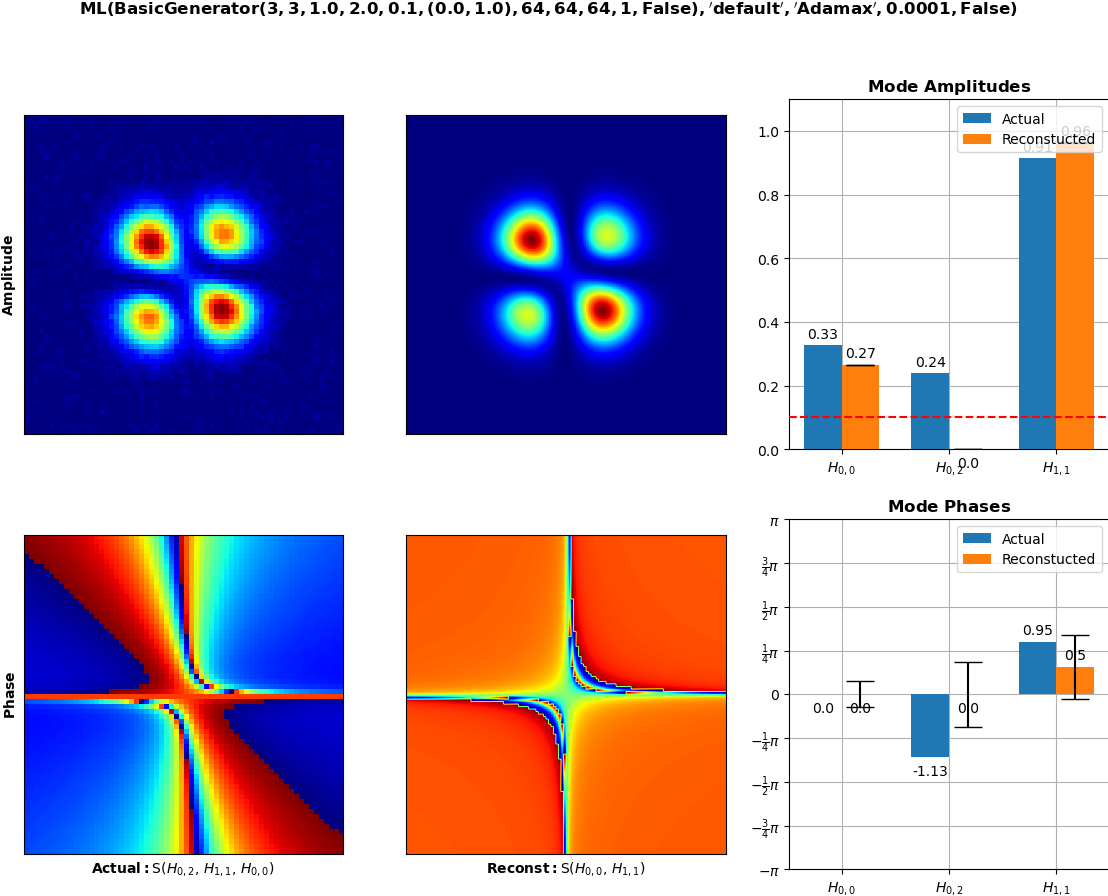 ML(BasicGenerator(3, 3, 1.0, 2.0, 0.1, (0.0, 1.0), 64, 64, 64, 1, False), ′default′, ′Adamax′, 0.0001, False)
Amplitude
Mode Amplitudes
Actual
Reconstucted
1.0
0.8
0.6
0.4
0.2
0.0
0.33
0.27
0.24
0.0
0.91
0.96
H0,0
H0,2
H1,1
Phase
Actual: S(H0,2, H1,1, H0,0)
Reconst: S(H0,0, H1,1)
Mode Phases
Actual
Reconstucted
π
3/4π
1/2π
1/4π
0
−1/4π
−1/2π
−3/4π
−π
0.0
0.0
-1.13
0.0
0.95
0.5
H0,0
H0,2
H1,1